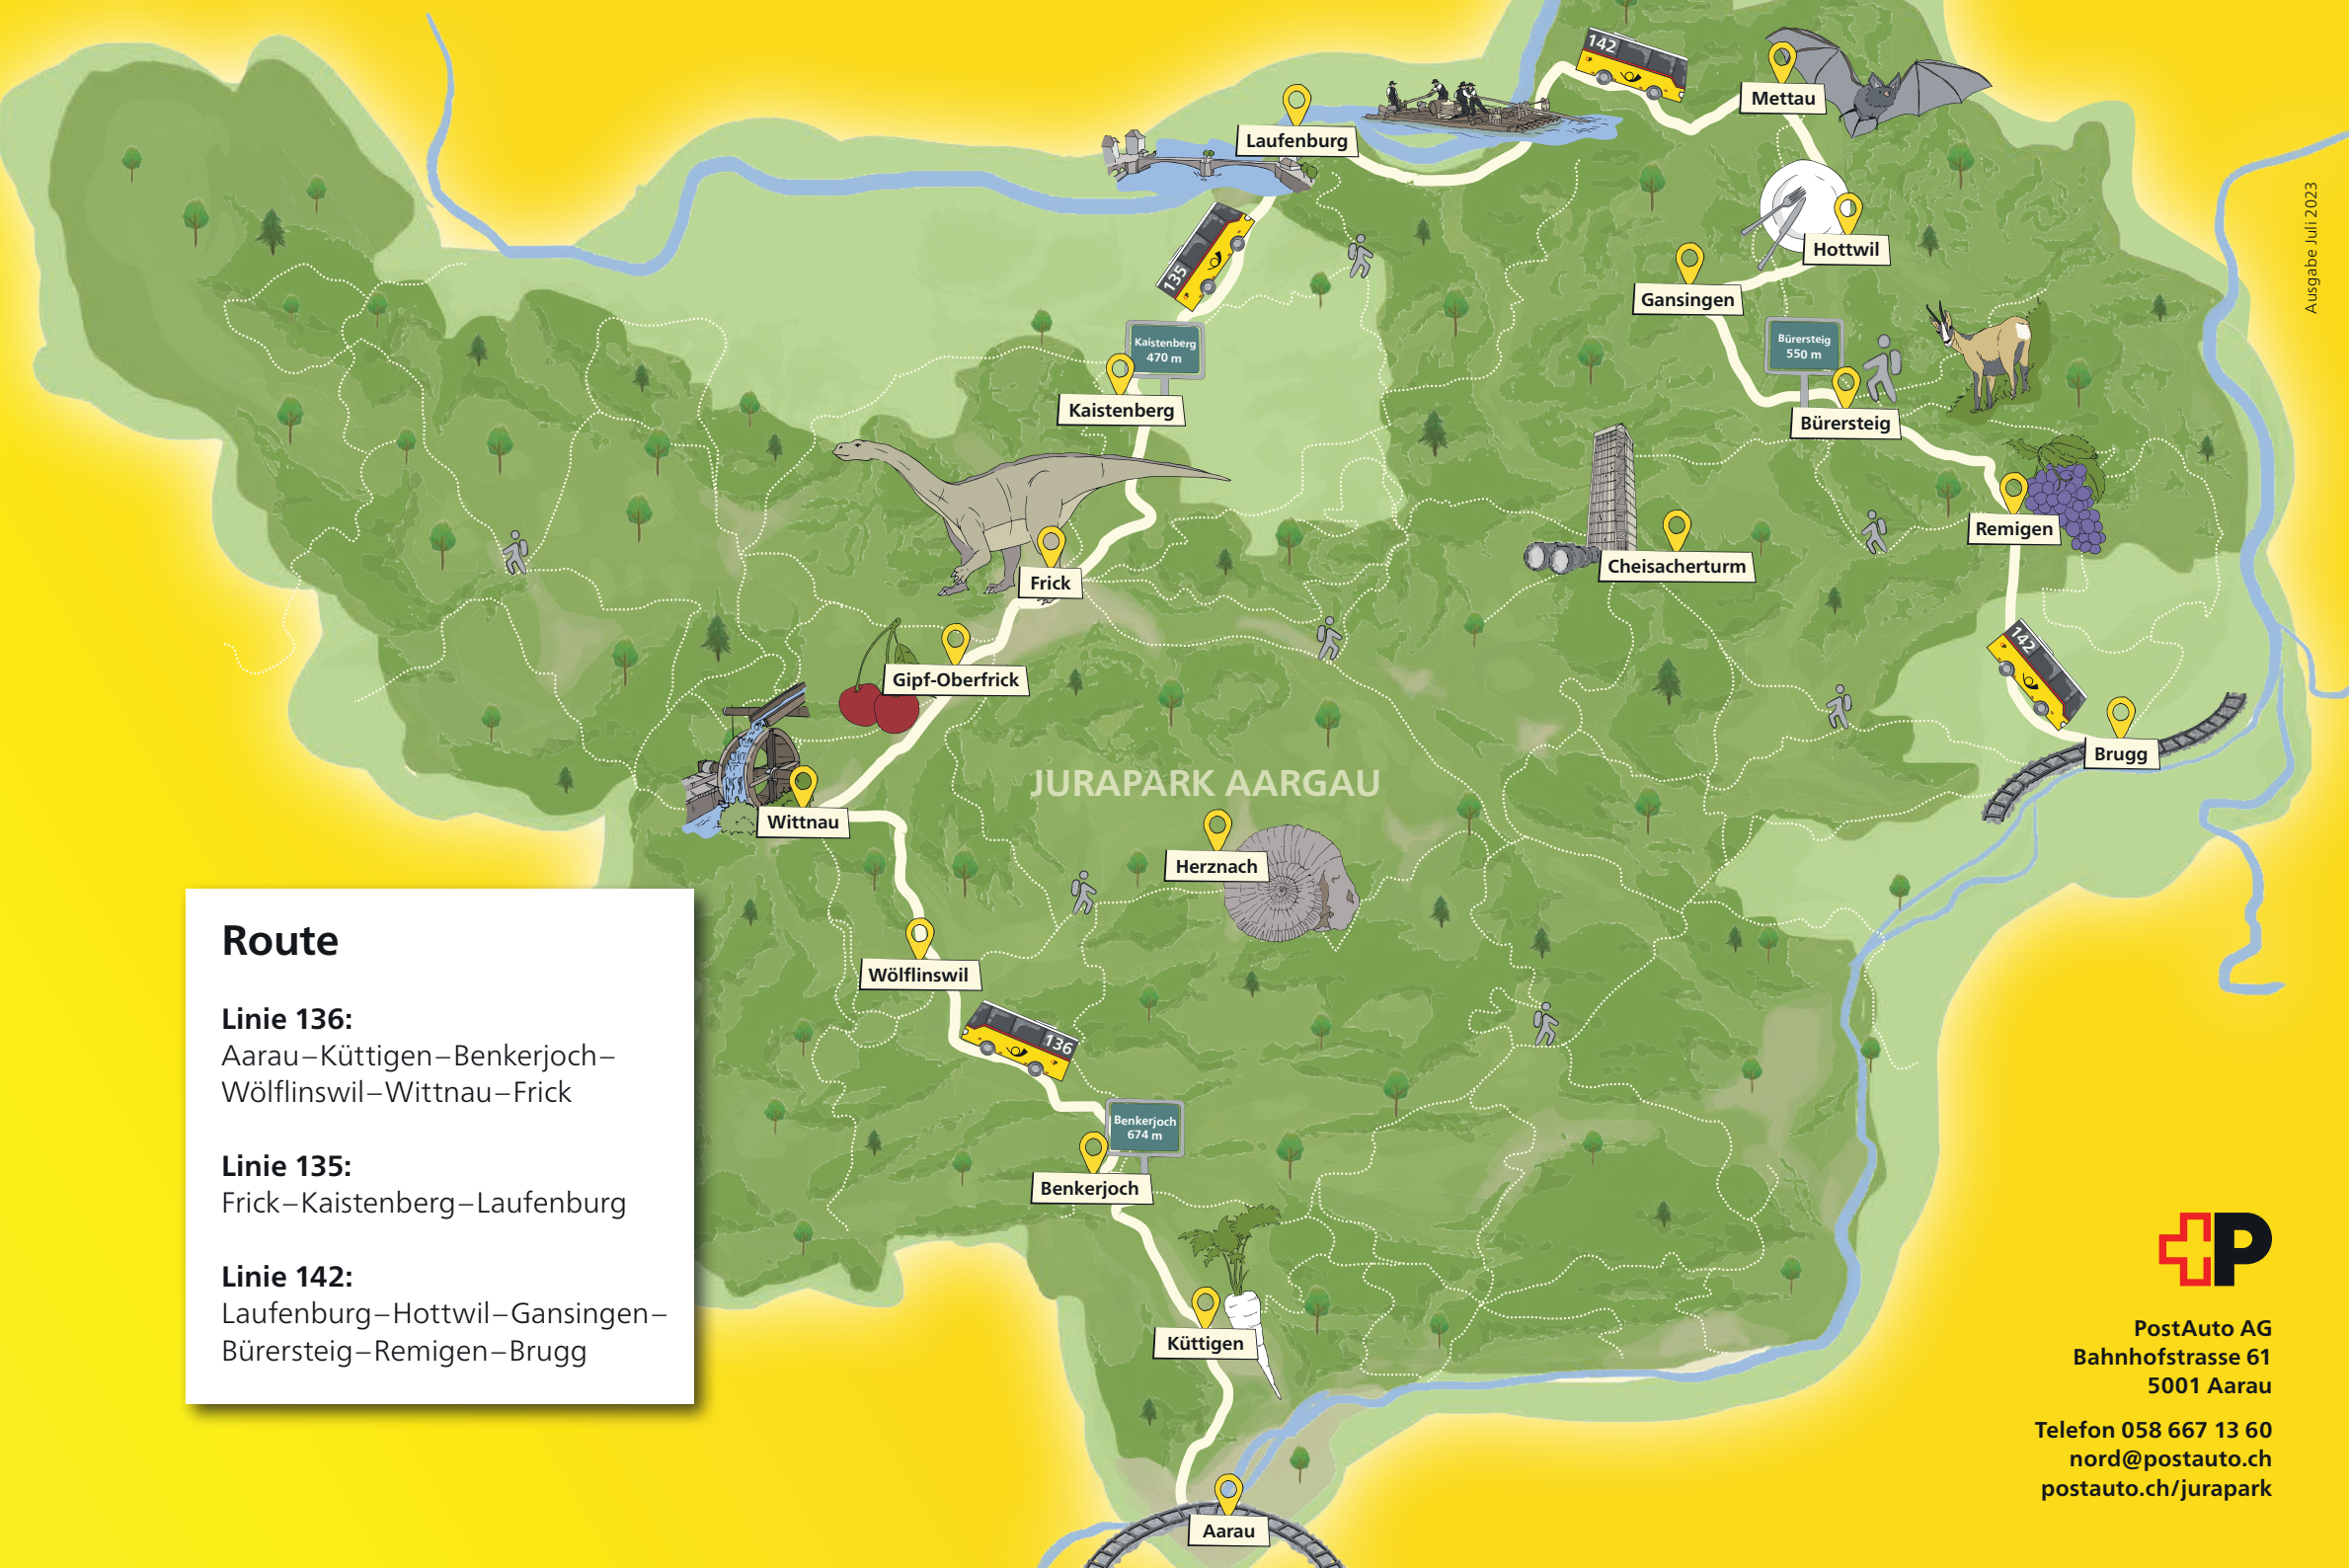 142
Mettau
Laufenburg
Ausgabe Juli 2023
Hottwil
135
Gansingen
Kaistenberg
470 m
Bürersteig
550 m
Kaistenberg
Bürersteig
Remigen
Cheisacherturm
Frick
142
Gipf-Oberfrick
Brugg
JURAPARK AARGAU
Wittnau
Herznach
Wölflinswil
136
Benkerjoch
674 m
Benkerjoch
Küttigen
Aarau
Route
Linie 136:
Aarau–Küttigen–Benkerjoch–
Wölflinswil–Wittnau–Frick
Linie 135:
Frick–Kaistenberg–Laufenburg
Linie 142:
Laufenburg–Hottwil–Gansingen–
Bürersteig–Remigen–Brugg
P
PostAuto AG
Bahnhofstrasse 61
5001 Aarau
Telefon 058 667 13 60
nord@postauto.ch
postauto.ch/jurapark